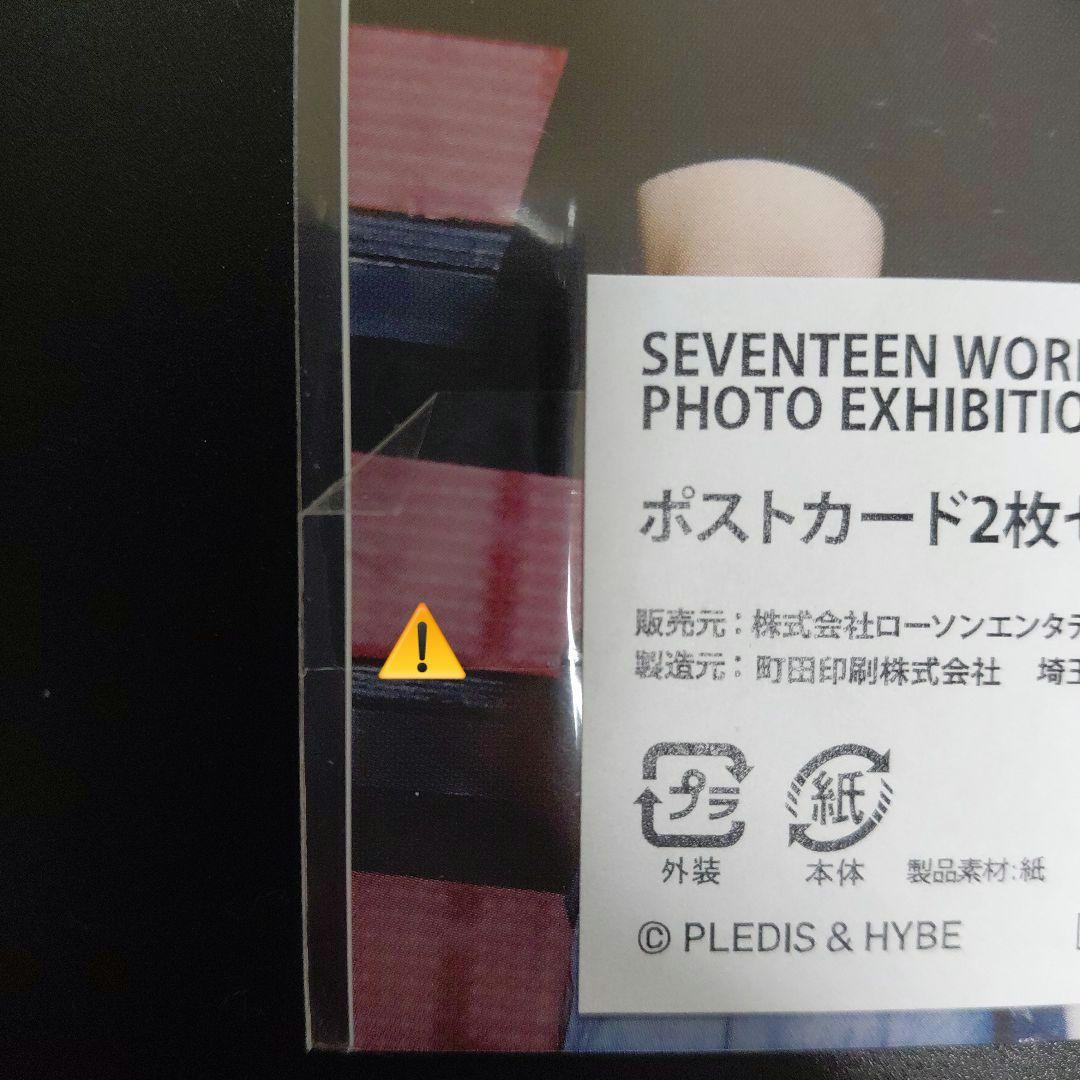 SEVENTEEN WOR
PHOTO EXHIBITIO
ポストカード2枚セ
販売元：株式会社ローソンエンタテ
製造元：町田印刷株式会社 埼玉
プラ
紙
外装
本体
製品素材:紙
© PLEDIS & HYBE